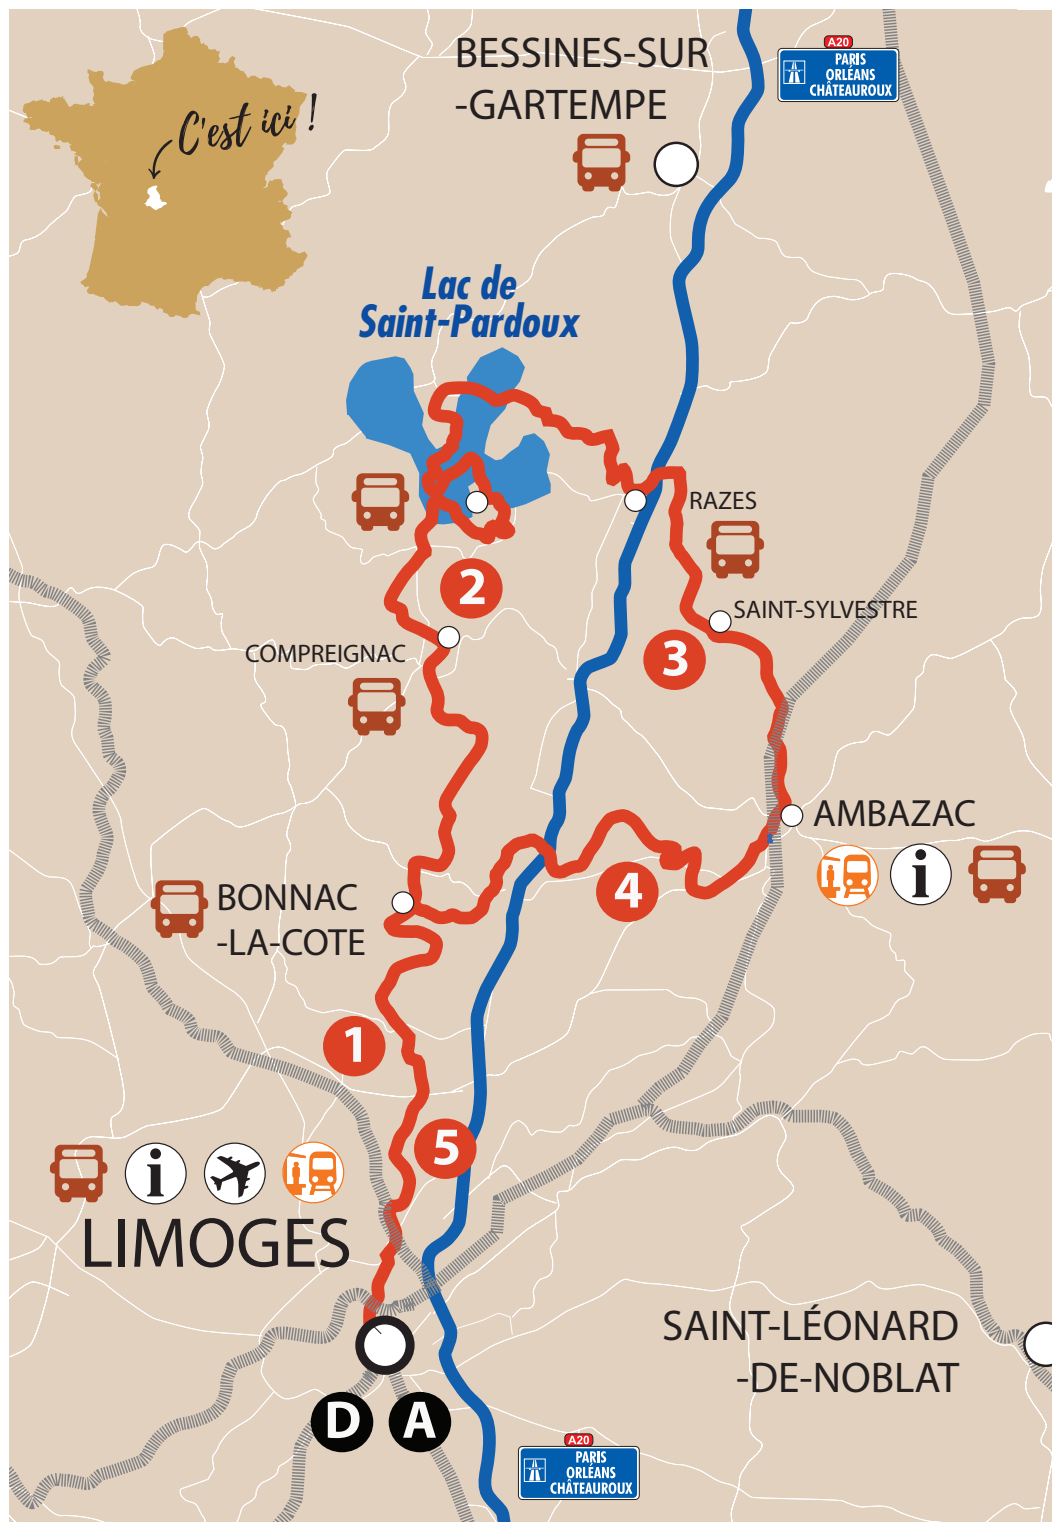 BESSINES-SUR
-GARTEMPE
A20
PARIS
ORLÉANS
CHÂTEAUROUX
C'est ici !
Lac de
Saint-Pardoux
RAZES
2
SAINT-SYLVESTRE
COMPREIGNAC
3
AMBAZAC
i
4
BONNAC
-LA-COTE
1
5
i
LIMOGES
SAINT-LÉONARD
-DE-NOBLAT
D
A
A20
PARIS
ORLÉANS
CHÂTEAUROUX